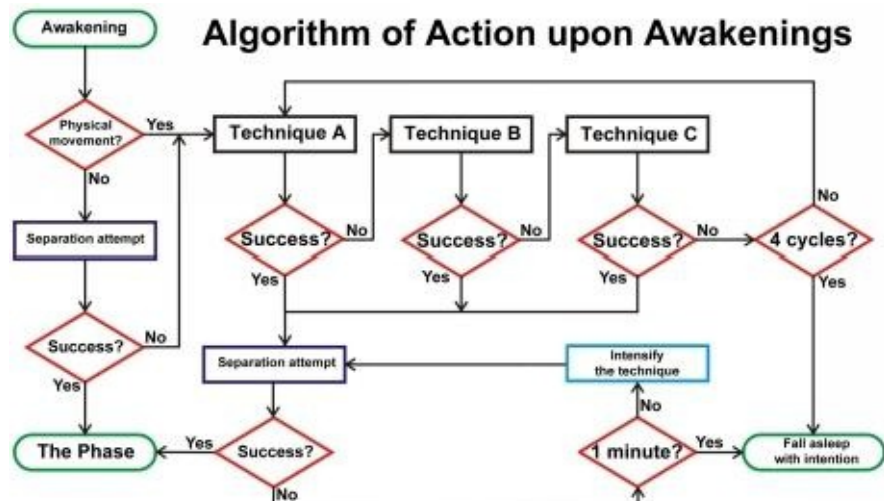 Algorithm of Action upon Awakenings
Awakening
Physical
movement?
Yes
No
Separation attempt
Success?
No
Yes
The Phase
Technique A
Technique B
Technique C
Success?
No
Yes
Success?
No
Yes
Success?
No
Yes
4 cycles?
No
Yes
Separation attempt
Intensify
the technique
No
Success?
Yes
No
1 minute?
Yes
Fall asleep
with intention